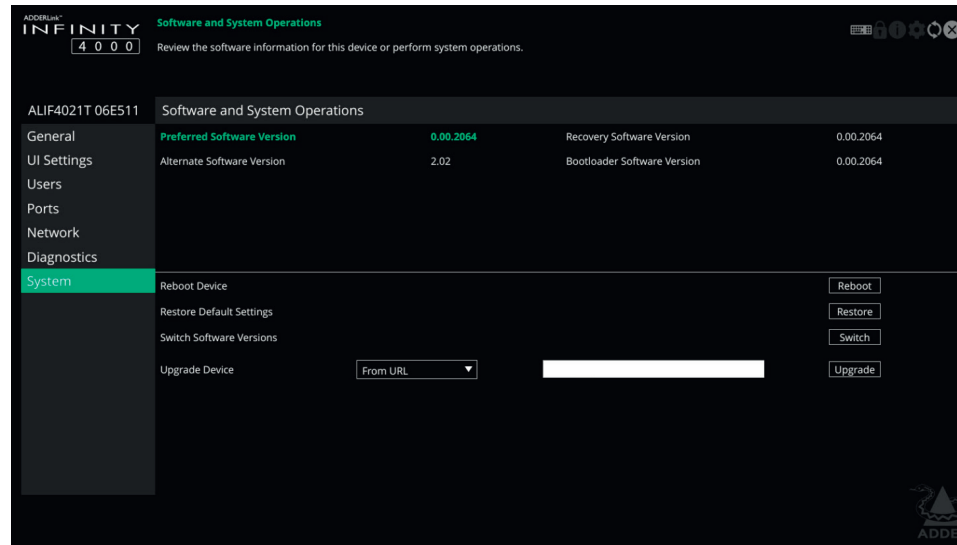 ADDERLink™
INFINITY
4000
Software and System Operations
Review the software information for this device or perform system operations.
ALIF4021T 06E511
Software and System Operations
General
Preferred Software Version 0.00.2064 Recovery Software Version 0.00.2064
UI Settings
Alternate Software Version 2.02 Bootloader Software Version 0.00.2064
Users
Ports
Network
Diagnostics
System
Reboot Device Reboot
Restore Default Settings Restore
Switch Software Versions Switch
Upgrade Device From URL Upgrade
ADDE